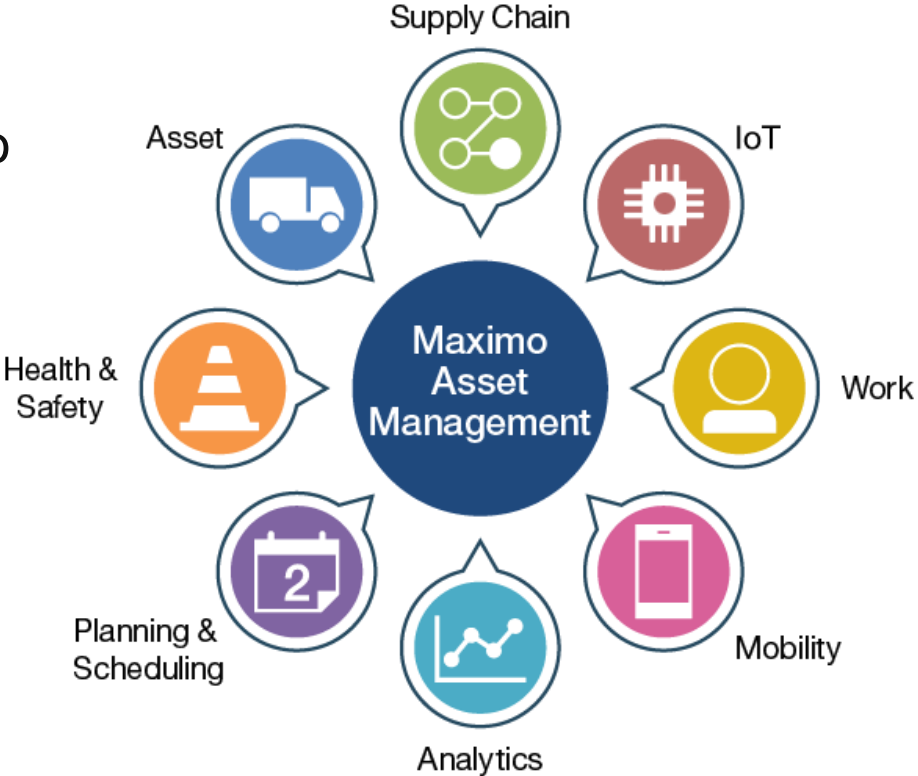 Supply Chain
Asset
IoT
Health &
Safety
Maximo
Asset
Management
Work
2
Planning &
Scheduling
Mobility
Analytics